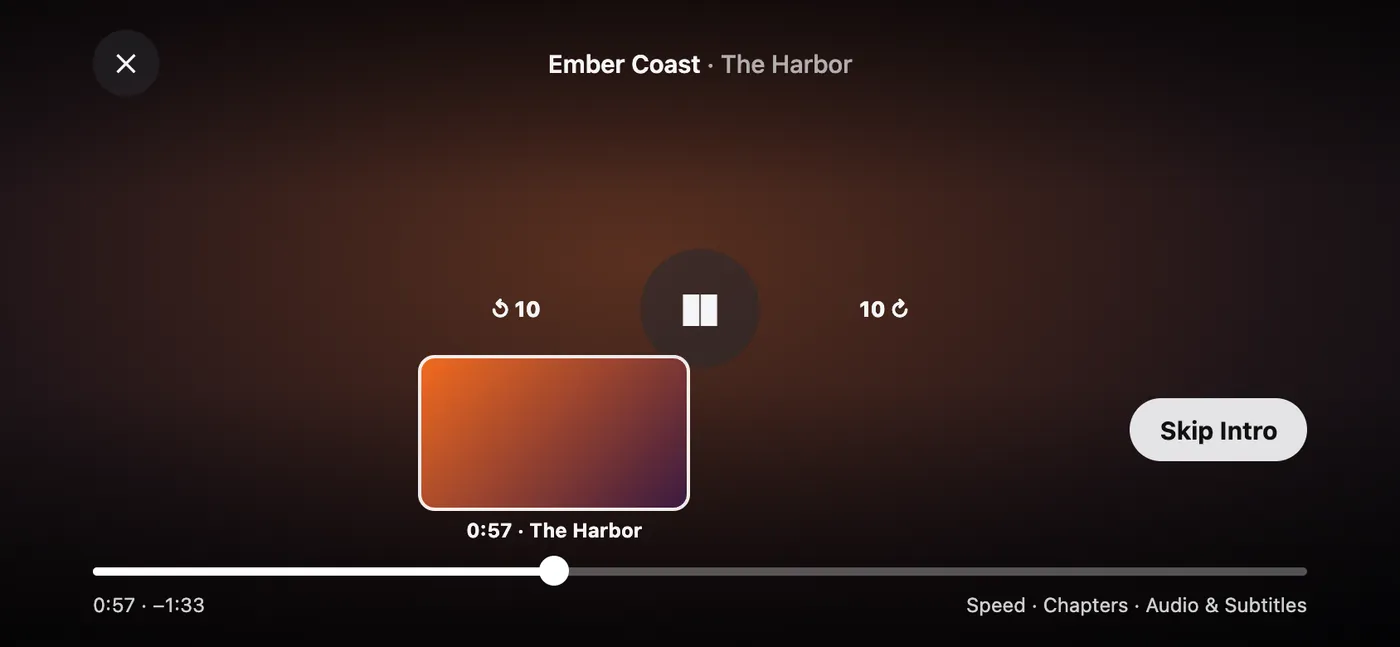 Ember Coast · The Harbor
10
10
Skip Intro
0:57 · The Harbor
0:57 · –1:33
Speed · Chapters · Audio & Subtitles